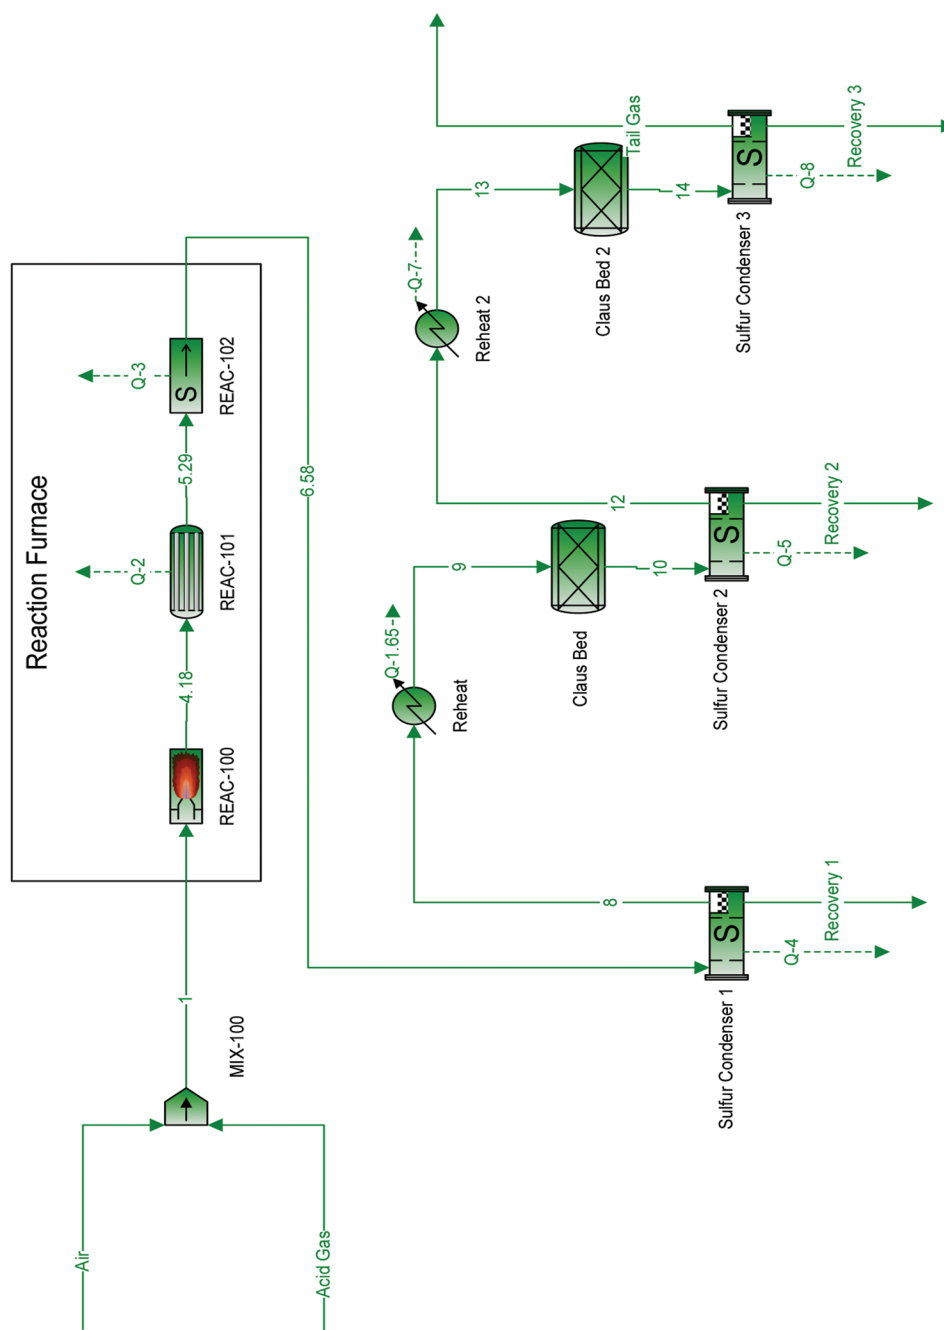 Reaction Furnace
Air
Acid Gas
MIX-100
1
REAC-100
4.18
REAC-101
Q-2
5.29
REAC-102
Q-3
6.58
Sulfur Condenser 1
S
Q-4
Recovery 1
8
Reheat
Q-1.65
9
Claus Bed
10
Sulfur Condenser 2
S
Q-5
Recovery 2
12
Reheat 2
Q-7
13
Claus Bed 2
14
Sulfur Condenser 3
S
Q-8
Recovery 3
Tail Gas
S